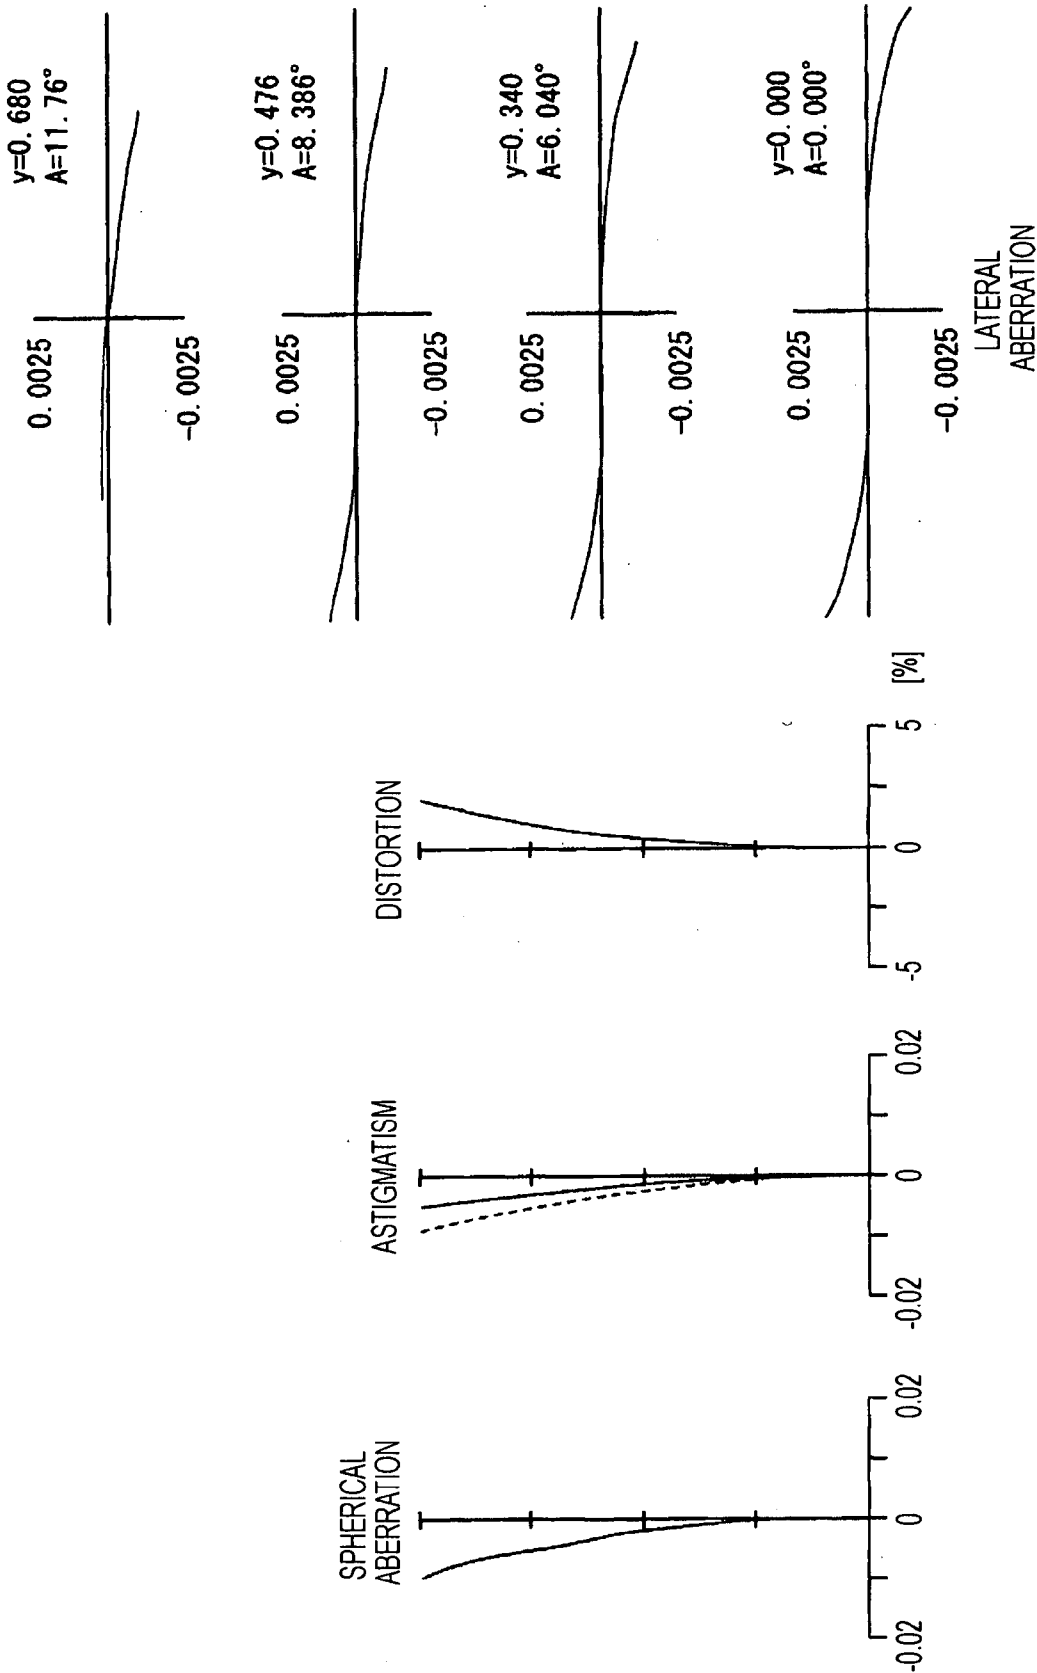 SPHERICAL
ABERRATION
-0.02
0
0.02
ASTIGMATISM
-0.02
0
0.02
DISTORTION
-5
0
5
[%]
y=0.680
A=11.76°
0.0025
-0.0025
y=0.476
A=8.386°
0.0025
-0.0025
y=0.340
A=6.040°
0.0025
-0.0025
y=0.000
A=0.000°
0.0025
-0.0025
LATERAL
ABERRATION